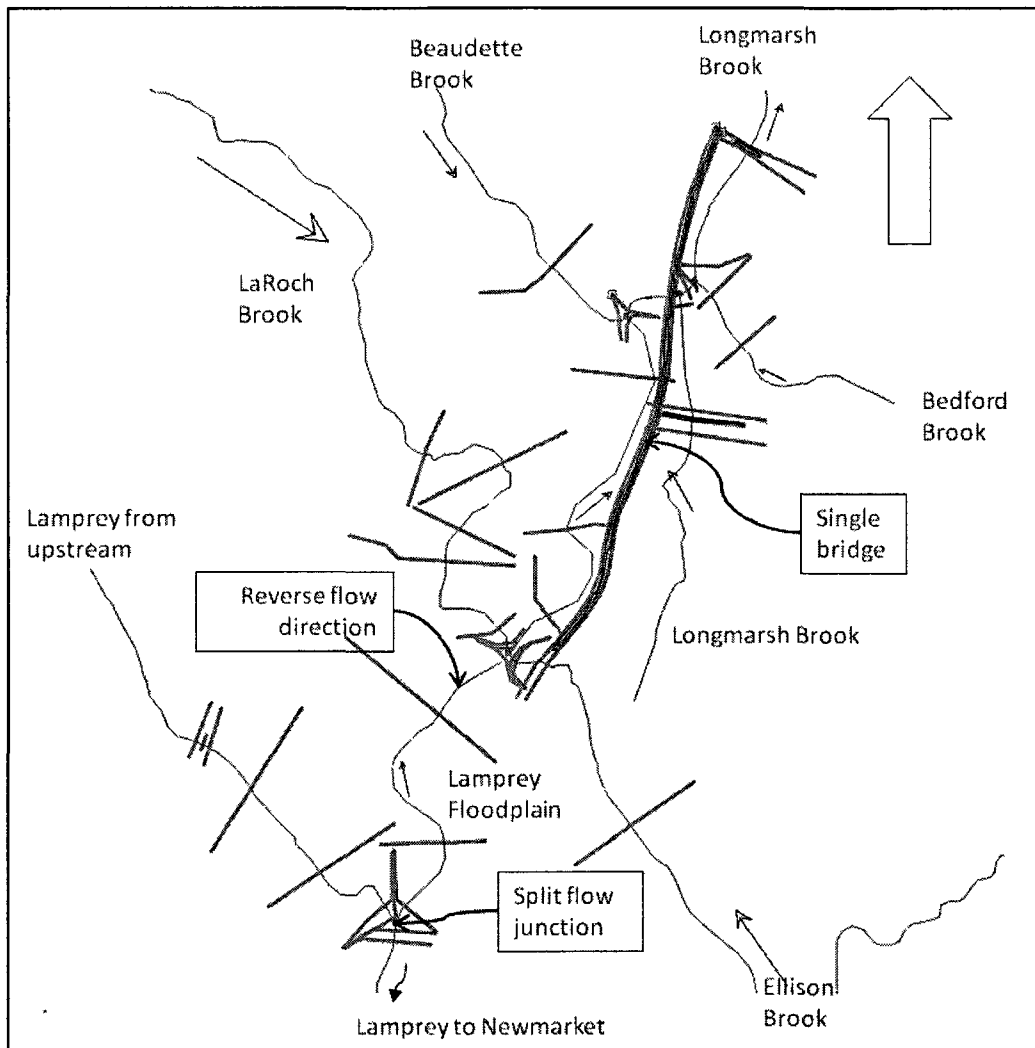 Beaudette
Brook
Longmarsh
Brook
LaRoch
Brook
Bedford
Brook
Lamprey from
upstream
Single
bridge
Reverse flow
direction
Longmarsh Brook
Lamprey
Floodplain
Split flow
junction
Ellison
Brook
Lamprey to Newmarket